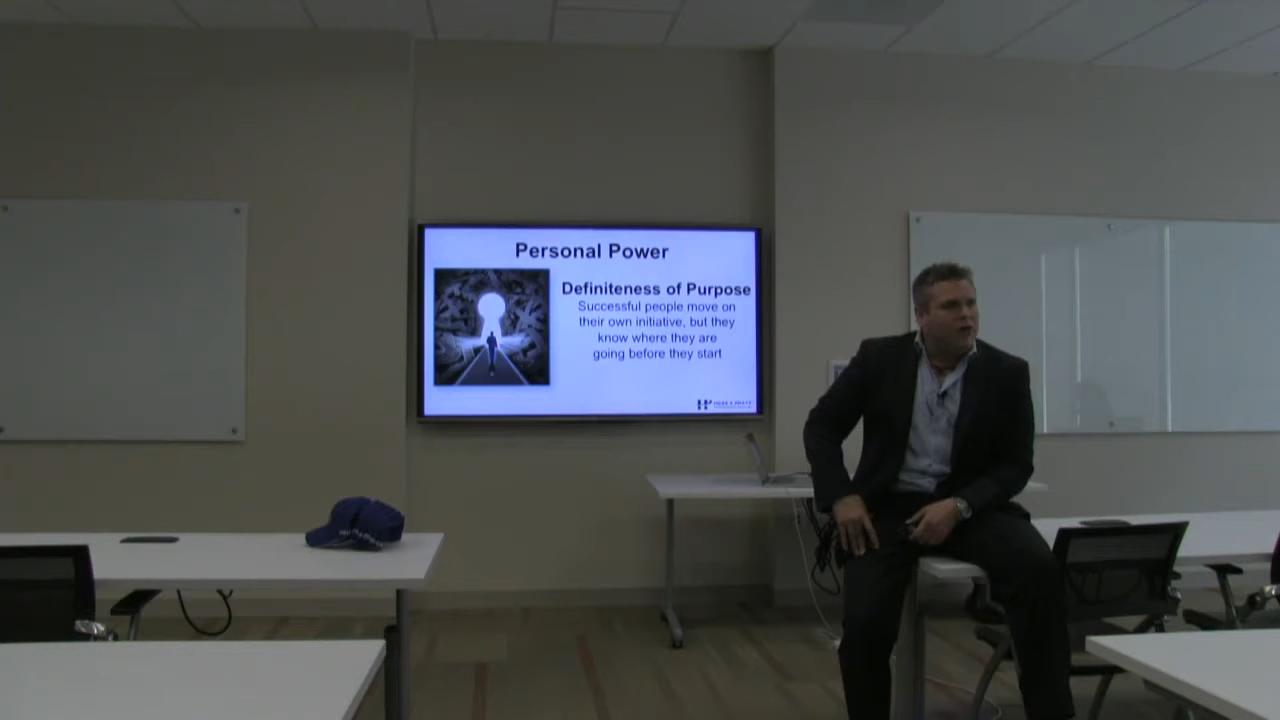 Personal Power
Definiteness of Purpose
Successful people move on
their own initiative, but they
know where they are
going before they start